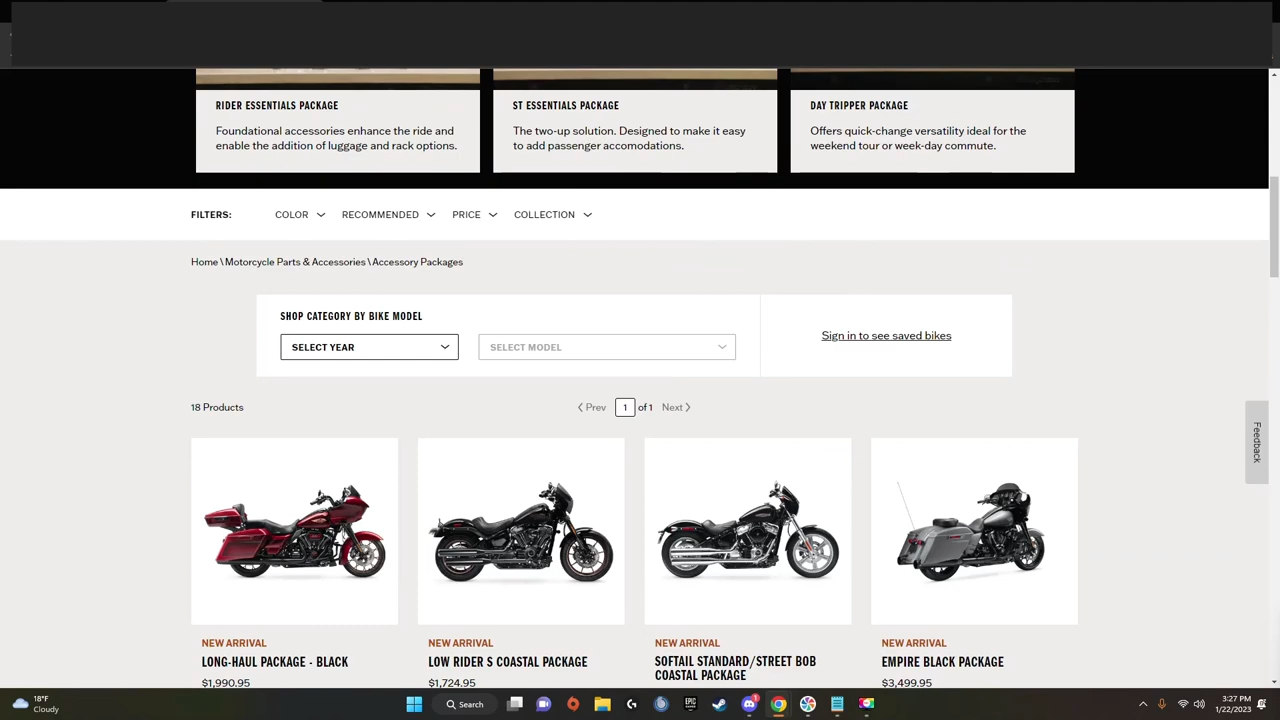 RIDER ESSENTIALS PACKAGE
Foundational accessories enhance the ride and
enable the addition of luggage and rack options.
ST ESSENTIALS PACKAGE
The two-up solution. Designed to make it easy
to add passenger accomodations.
DAY TRIPPER PACKAGE
Offers quick-change versatility ideal for the
weekend tour or week-day commute.
FILTERS: COLOR RECOMMENDED PRICE COLLECTION
Home \ Motorcycle Parts & Accessories \ Accessory Packages
SHOP CATEGORY BY BIKE MODEL
SELECT YEAR SELECT MODEL
Sign in to see saved bikes
18 Products Prev 1 of 1 Next
Feedback
NEW ARRIVAL
LONG-HAUL PACKAGE - BLACK
$1,990.95
NEW ARRIVAL
LOW RIDER S COASTAL PACKAGE
$1,724.95
NEW ARRIVAL
SOFTAIL STANDARD/STREET BOB
COASTAL PACKAGE
NEW ARRIVAL
EMPIRE BLACK PACKAGE
$3,499.95
18°F
Cloudy
Search
EPIC
GAMES
1
3:27 PM
1/22/2023